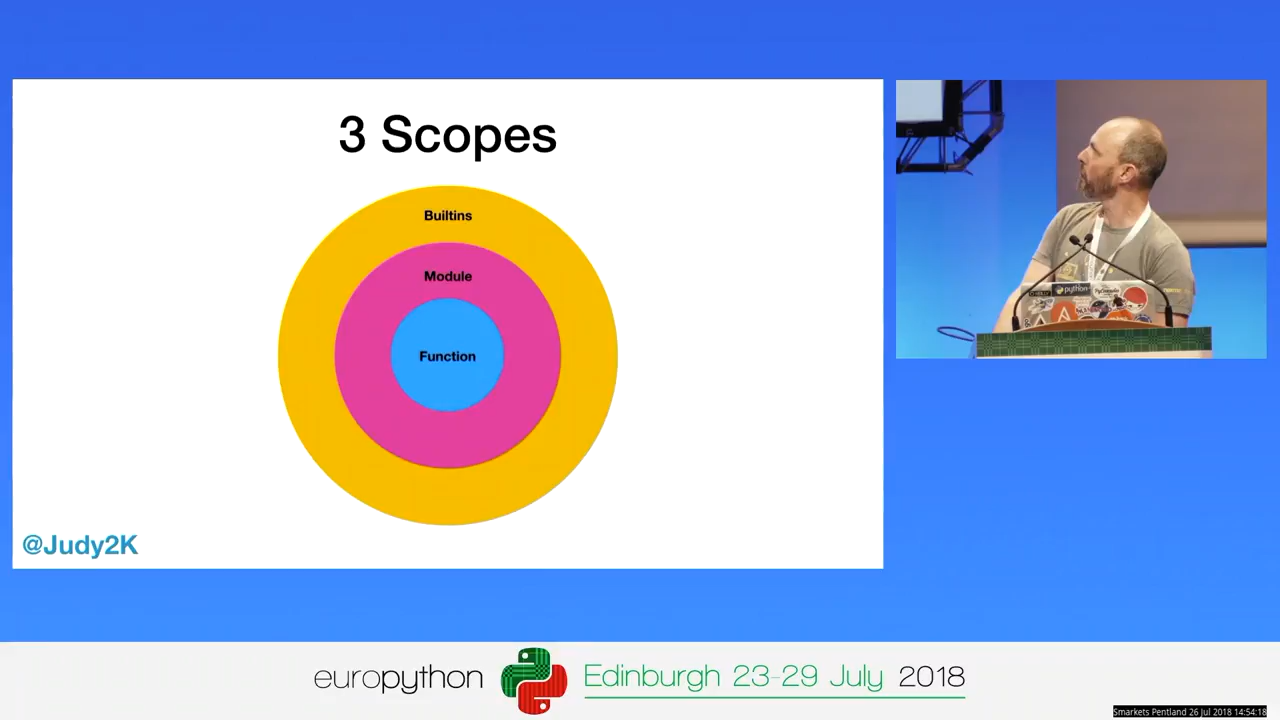 3 Scopes
Builtins
Module
Function
@Judy2K
python
europython
Edinburgh 23-29 July 2018
Smarkets Pentland 26 Jul 2018 14:54:18